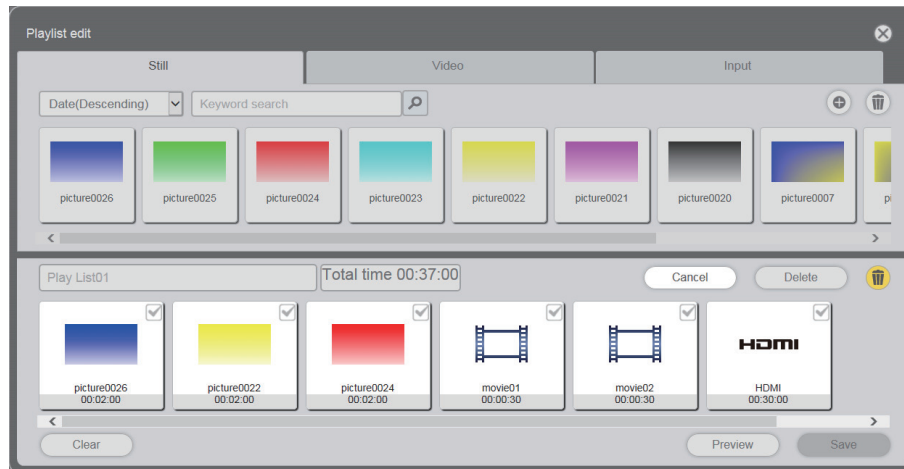 Playlist edit
Still
Video
Input
Date(Descending)
Keyword search
picture0026
picture0025
picture0024
picture0023
picture0022
picture0021
picture0020
picture0007
Play List01
Total time 00:37:00
Cancel
Delete
HDMI
picture0026
picture0022
picture0024
movie01
movie02
HDMI
00:02:00
00:02:00
00:02:00
00:00:30
00:00:30
00:30:00
Clear
Preview
Save